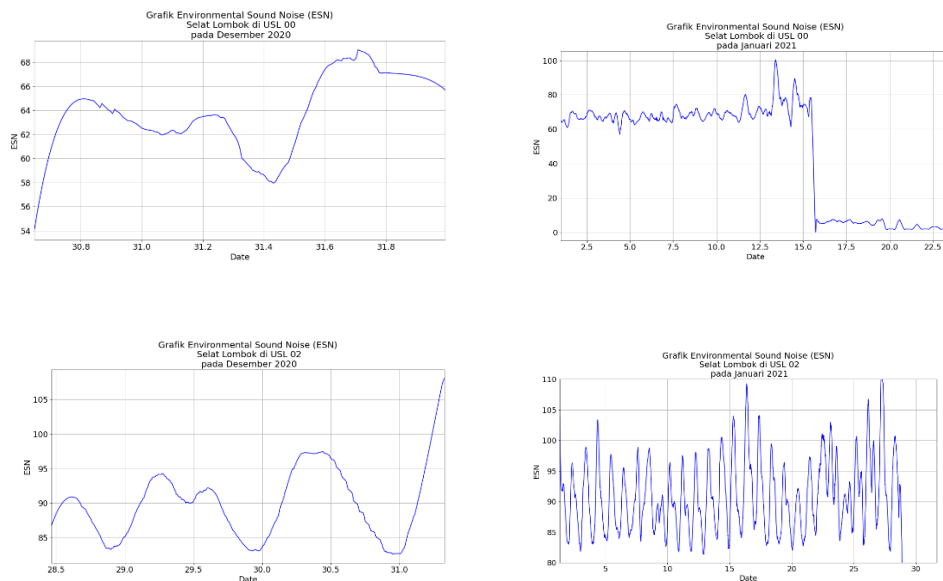 Grafik Environmental Sound Noise (ESN)
Selat Lombok di USL 00
pada Desember 2020
68
66
64
62
60
58
56
54
ESN
30.8 31.0 31.2 31.4 31.6 31.8
Date
Grafik Environmental Sound Noise (ESN)
Selat Lombok di USL 00
pada Januari 2021
100
80
60
40
20
0
ESN
2.5 5.0 7.5 10.0 12.5 15.0 17.5 20.0 22.5
Date
Grafik Environmental Sound Noise (ESN)
Selat Lombok di USL 02
pada Desember 2020
105
100
95
90
85
ESN
28.5 29.0 29.5 30.0 30.5 31.0
Date
Grafik Environmental Sound Noise (ESN)
Selat Lombok di USL 02
pada Januari 2021
110
105
100
95
90
85
80
ESN
5 10 15 20 25 30
Date